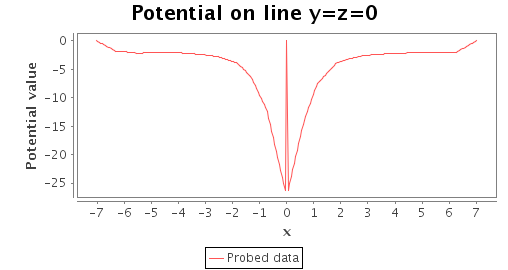 Potential on line y=z=0
Potential value
0
-5
-10
-15
-20
-25
-7 -6 -5 -4 -3 -2 -1 0 1 2 3 4 5 6 7
x
Probed data